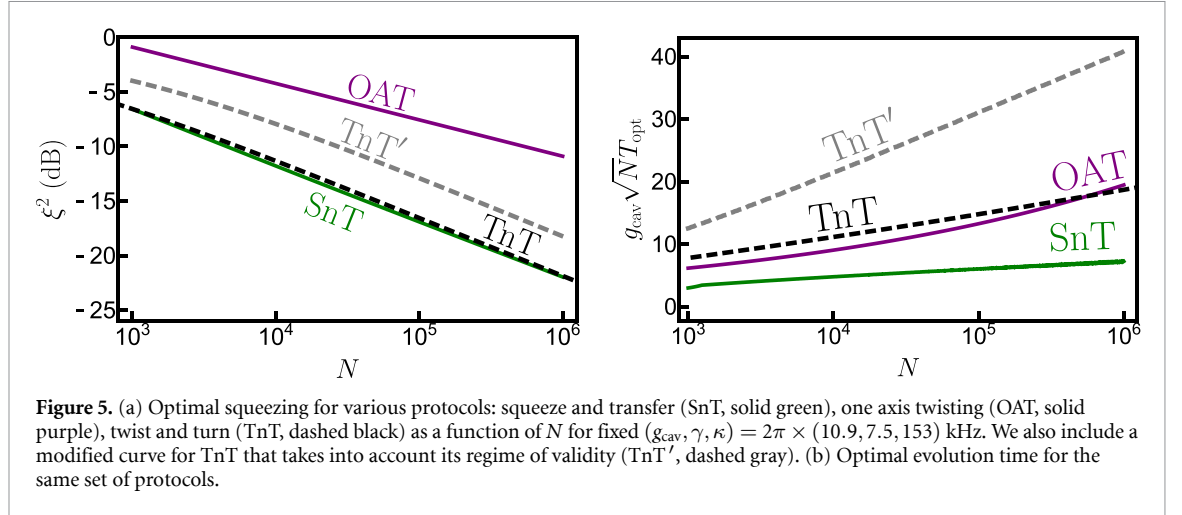 0
- 5
- 10
- 15
- 20
- 25
ξ² (dB)
OAT
TnT′
SnT
TnT
10³
10⁴
10⁵
10⁶
N
40
30
20
10
0
g_cav√N T_opt
TnT′
OAT
TnT
SnT
10³
10⁴
10⁵
10⁶
N
Figure 5. (a) Optimal squeezing for various protocols: squeeze and transfer (SnT, solid green), one axis twisting (OAT, solid
purple), twist and turn (TnT, dashed black) as a function of N for fixed (g_cav, γ, κ) = 2π × (10.9, 7.5, 153) kHz. We also include a
modified curve for TnT that takes into account its regime of validity (TnT′, dashed gray). (b) Optimal evolution time for the
same set of protocols.